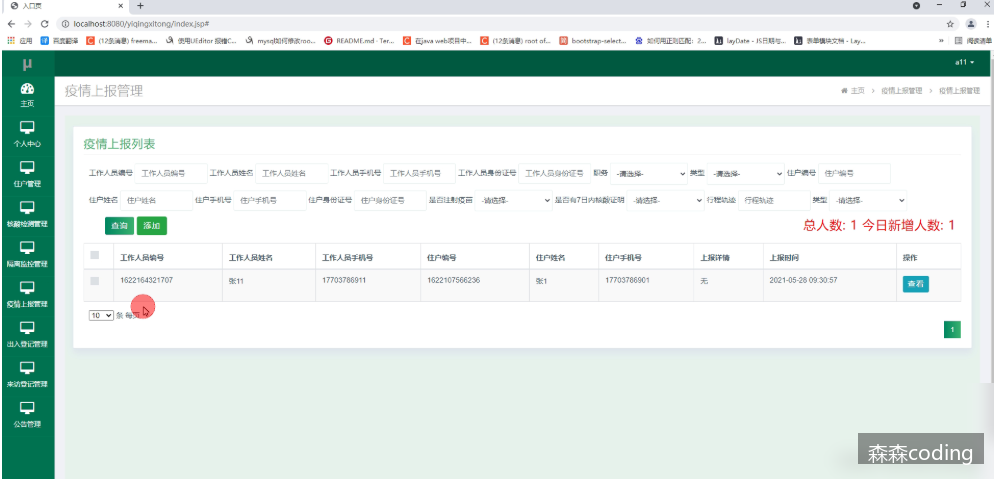 入口页
localhost:8080/yiqingxitong/index.jsp#
应用 百度翻译 (12条消息) freema... 使用UEditor 报错C... mysql如何修改roo... README.md · Ter... 在java web项目中... (12条消息) root of... bootstrap-select... 如何用正则匹配：2... layDate - JS日期与... 表单模块文档 - Lay... » 阅读清单
μ a11
疫情上报管理 主页 > 疫情上报管理 > 疫情上报管理
主页
个人中心
住户管理
核酸检测管理
隔离监控管理
疫情上报管理
出入登记管理
来访登记管理
公告管理
疫情上报列表
工作人员编号 工作人员编号 工作人员姓名 工作人员姓名 工作人员手机号 工作人员手机号 工作人员身份证号 工作人员身份证号 职务 -请选择- 类型 -请选择- 住户编号 住户编号
住户姓名 住户姓名 住户手机号 住户手机号 住户身份证号 住户身份证号 是否注射疫苗 -请选择- 是否有7日内核酸证明 -请选择- 行程轨迹 行程轨迹 类型 -请选择-
查询 添加 总人数: 1 今日新增人数: 1
工作人员编号 工作人员姓名 工作人员手机号 住户编号 住户姓名 住户手机号 上报详情 上报时间 操作
1622164321707 张11 17703786911 1622107566236 张1 17703786901 无 2021-05-28 09:30:57 查看
10 条 每页
1
森森coding